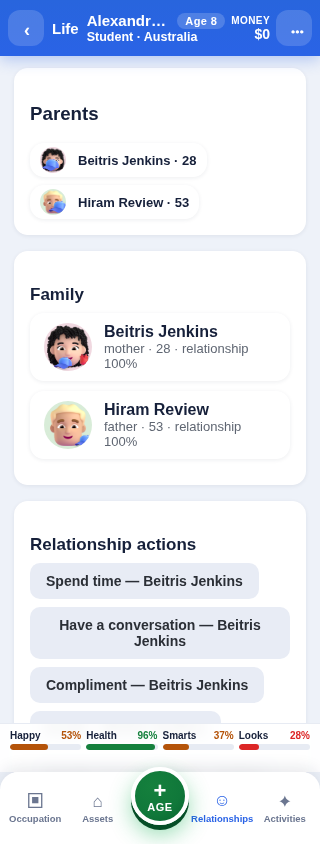 ‹ Life Alexandr... Age 8 MONEY
Student · Australia $0 ...
Parents
Beitris Jenkins · 28
Hiram Review · 53
Family
Beitris Jenkins
mother · 28 · relationship
100%
Hiram Review
father · 53 · relationship
100%
Relationship actions
Spend time — Beitris Jenkins
Have a conversation — Beitris
Jenkins
Compliment — Beitris Jenkins
Happy 53% Health 96% Smarts 37% Looks 28%
+
AGE
Occupation Assets Relationships Activities